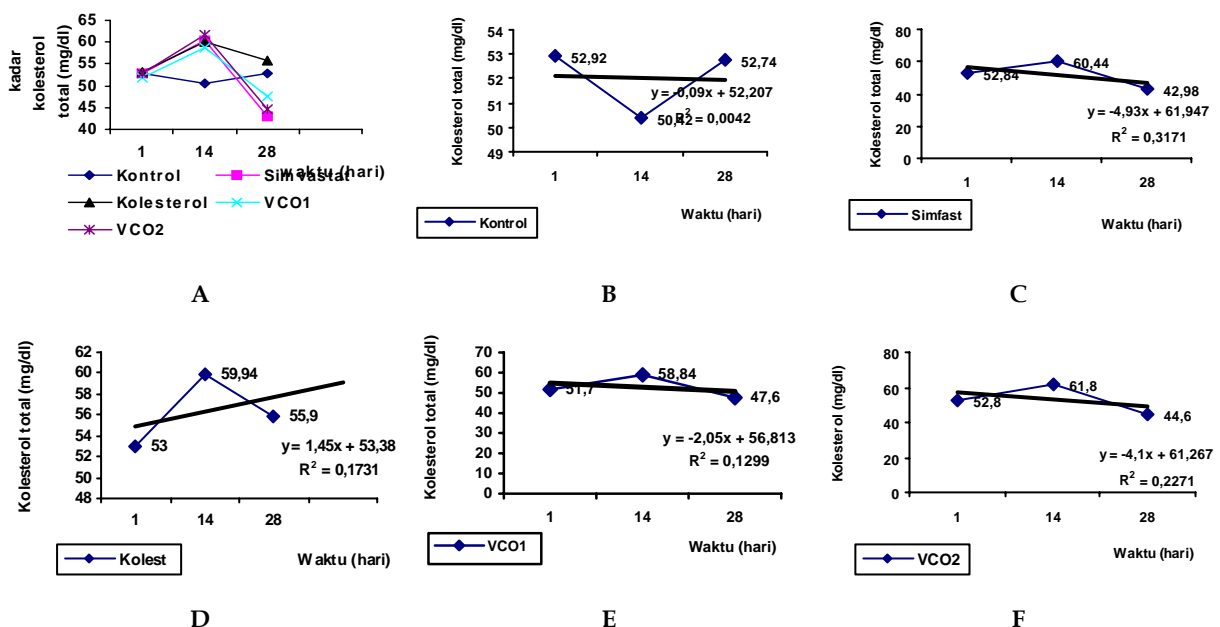 65
60
55
50
45
40
kadar
kolesterol
total (mg/dl)
1 14 28
Waktu (hari)
Kontrol Simvastat
Kolesterol VCO1
VCO2
A
53
52
51
50
49
Kolesterol total (mg/dl)
52,92
52,74
y = -0,09x + 52,207
50,42
R² = 0,0042
1 14 28
Waktu (hari)
Kontrol
B
80
60
40
20
0
Kolesterol total (mg/dl)
52,84
60,44
42,98
y = -4,93x + 61,947
R² = 0,3171
1 14 28
Waktu (hari)
Simfast
C
62
60
58
56
54
52
50
48
Kolesterol total (mg/dl)
59,94
55,9
53
y = 1,45x + 53,38
R² = 0,1731
1 14 28
Waktu (hari)
Kolest
D
70
60
50
40
30
20
10
0
Kolesterol total (mg/dl)
51,7
58,84
47,6
y = -2,05x + 56,813
R² = 0,1299
1 14 28
Waktu (hari)
VCO1
E
80
60
40
20
0
Kolesterol (mg/dl)
52,8
61,8
44,6
y = -4,1x + 61,267
R² = 0,2271
1 14 28
Waktu (hari)
VCO2
F